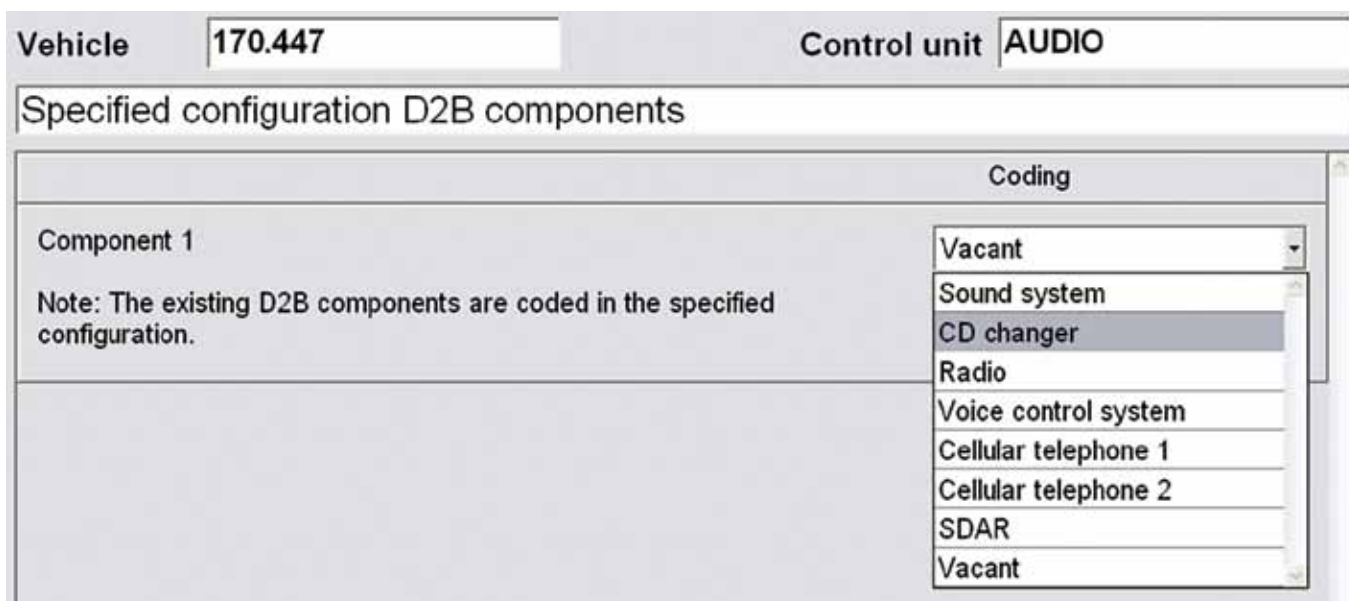 Vehicle 170.447 Control unit AUDIO
Specified configuration D2B components
Coding
Component 1 Vacant
Note: The existing D2B components are coded in the specified
configuration.
Sound system
CD changer
Radio
Voice control system
Cellular telephone 1
Cellular telephone 2
SDAR
Vacant